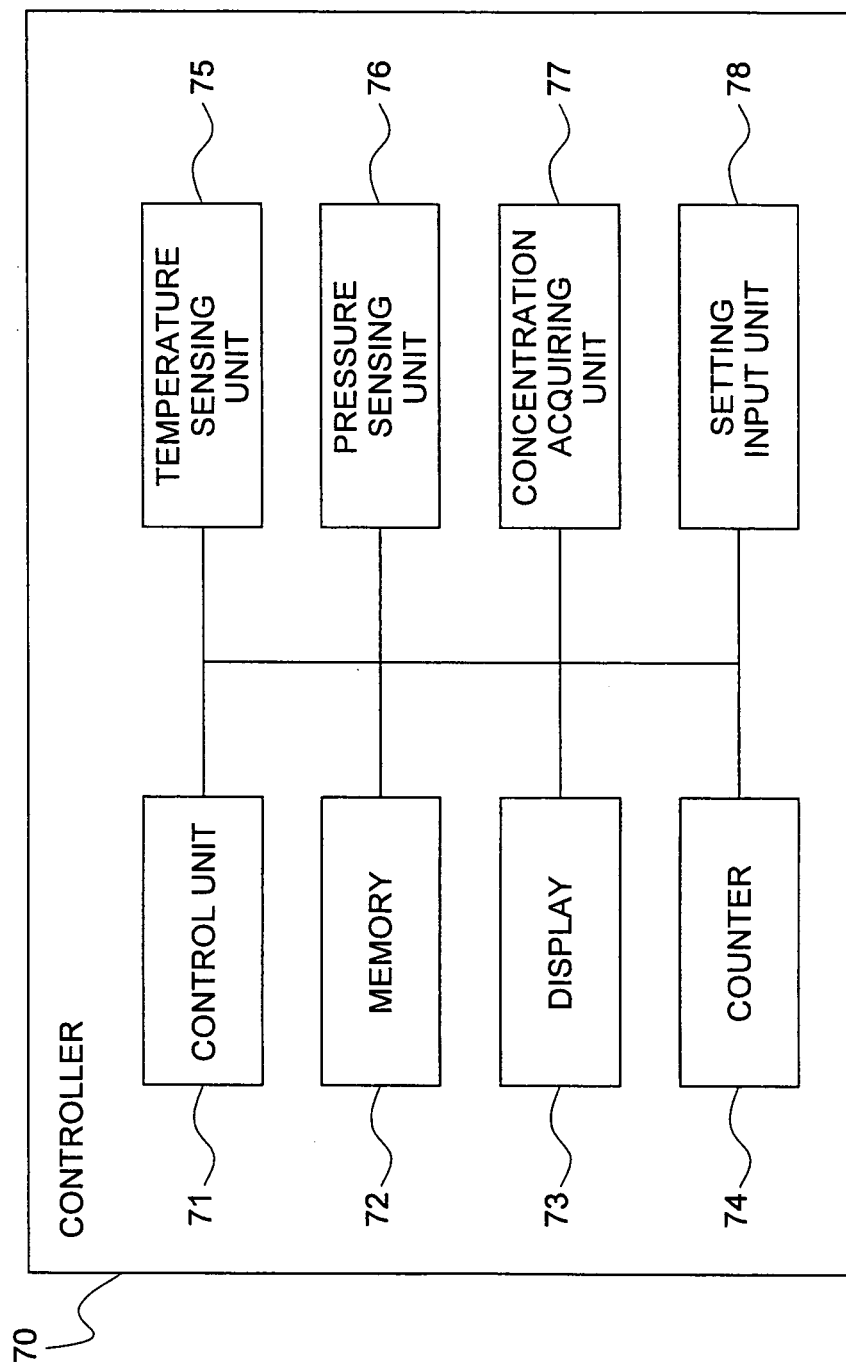 70
CONTROLLER
71
CONTROL UNIT
72
MEMORY
73
DISPLAY
74
COUNTER
TEMPERATURE
SENSING
UNIT
75
PRESSURE
SENSING
UNIT
76
CONCENTRATION
ACQUIRING
UNIT
77
SETTING
INPUT UNIT
78